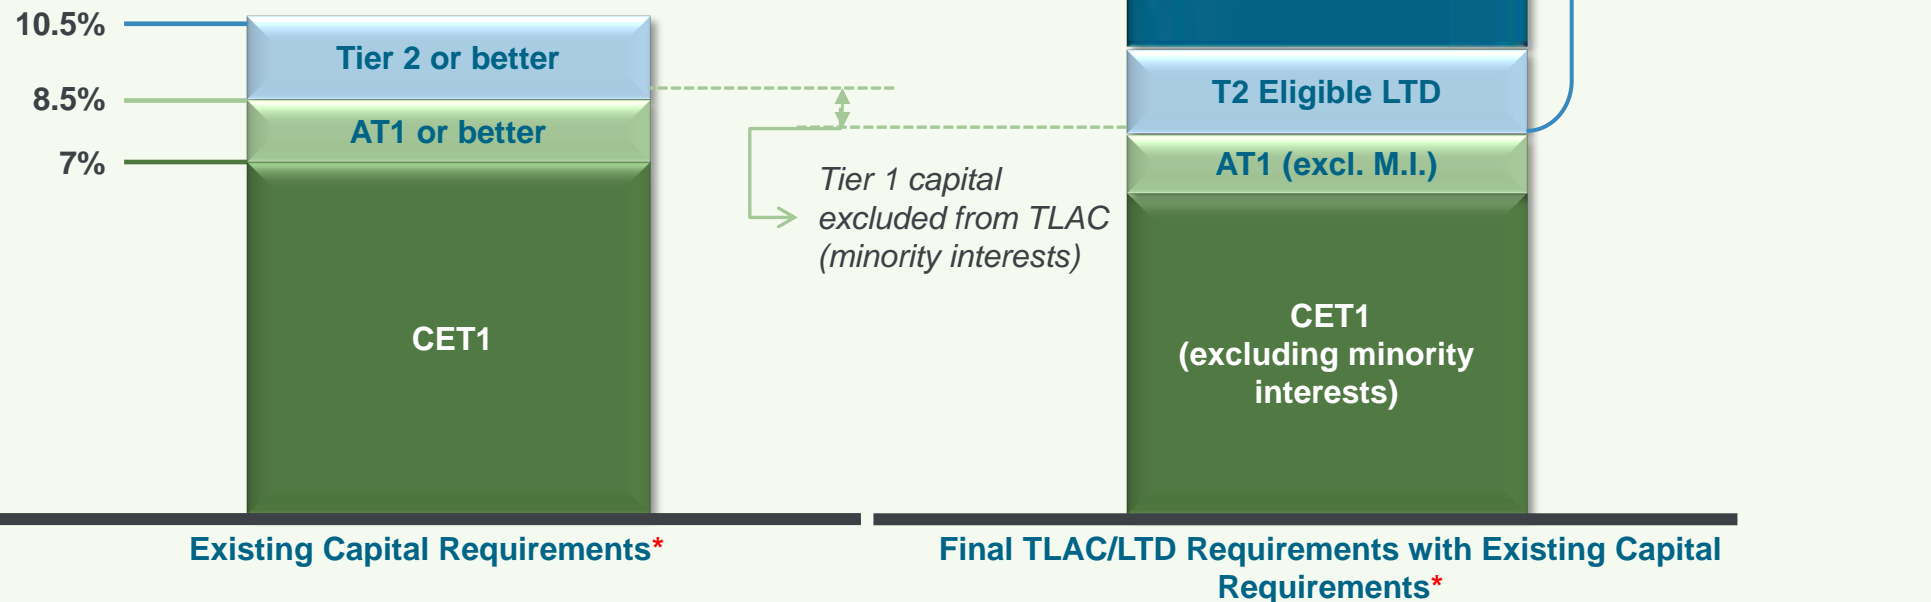 10.5%
Tier 2 or better
8.5%
AT1 or better
7%
CET1
Existing Capital Requirements*
Tier 1 capital
excluded from TLAC
(minority interests)
T2 Eligible LTD
AT1 (excl. M.I.)
CET1
(excluding minority
interests)
Final TLAC/LTD Requirements with Existing Capital
Requirements*